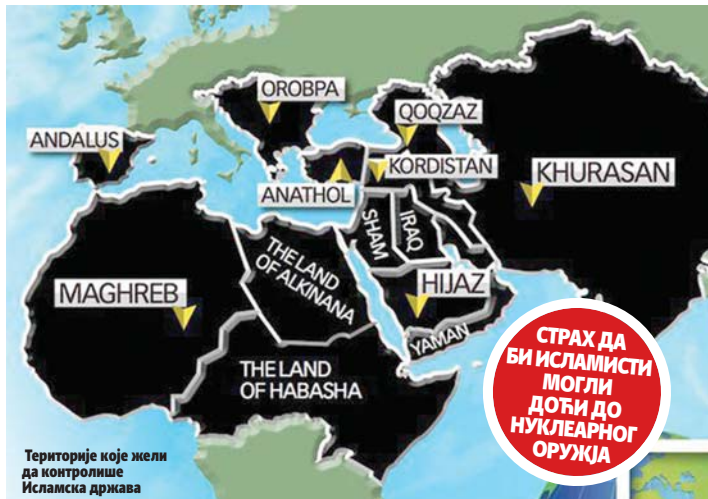 OROBPA
QOQZAZ
ANDALUS
KORDISTAN
KHURASAN
ANATHOL
SHAM
IRAQ
THE LAND
OF ALKINANA
MAGHREB
HIJAZ
YAMAN
THE LAND
OF HABASHA
СТРАХ ДА
БИ ИСЛАМИСТИ
МОГЛИ
ДОЋИ ДО
НУКЛЕАРНОГ
ОРУЖЈА
Територије које жели
да контролише
Исламска држава